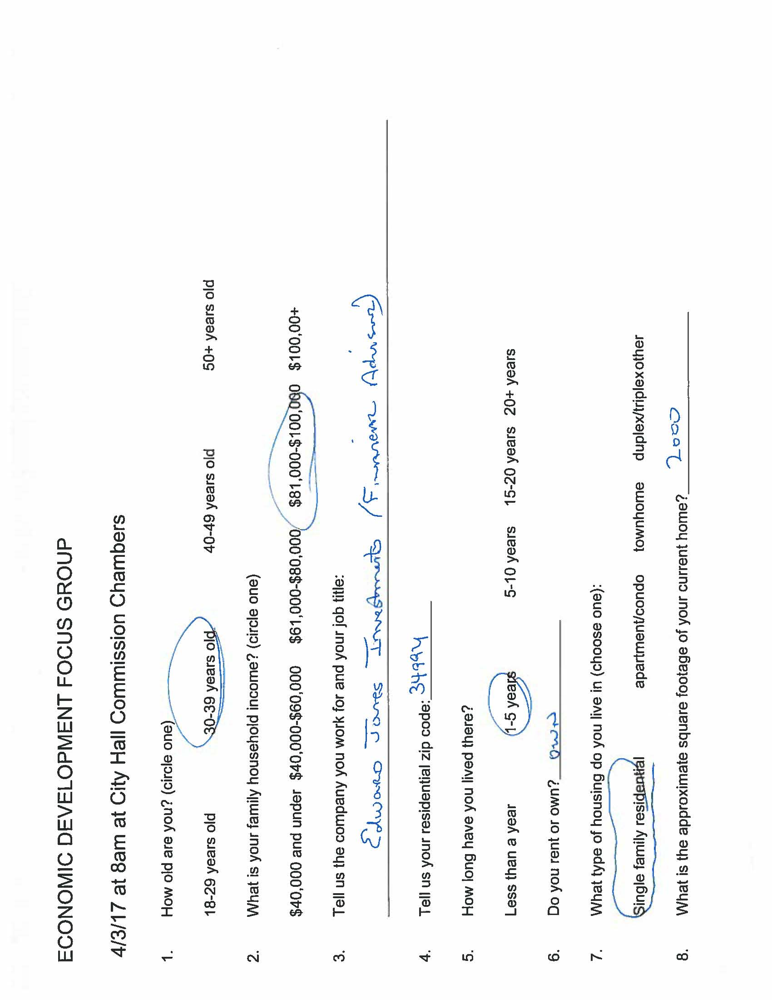 ECONOMIC DEVELOPMENT FOCUS GROUP
4/3/17 at 8am at City Hall Commission Chambers
1. How old are you? (circle one)
18-29 years old 30-39 years old 40-49 years old 50+ years old
2. What is your family household income? (circle one)
$40,000 and under $40,000-$60,000 $61,000-$80,000 $81,000-$100,000 $100,00+
3. Tell us the company you work for and your job title:
Edward Jones Investments (Financial Advisor)
4. Tell us your residential zip code: 34994
5. How long have you lived there?
Less than a year 1-5 years 5-10 years 15-20 years 20+ years
6. Do you rent or own? own
7. What type of housing do you live in (choose one):
Single family residential apartment/condo townhome duplex/triplex other
8. What is the approximate square footage of your current home? 2000